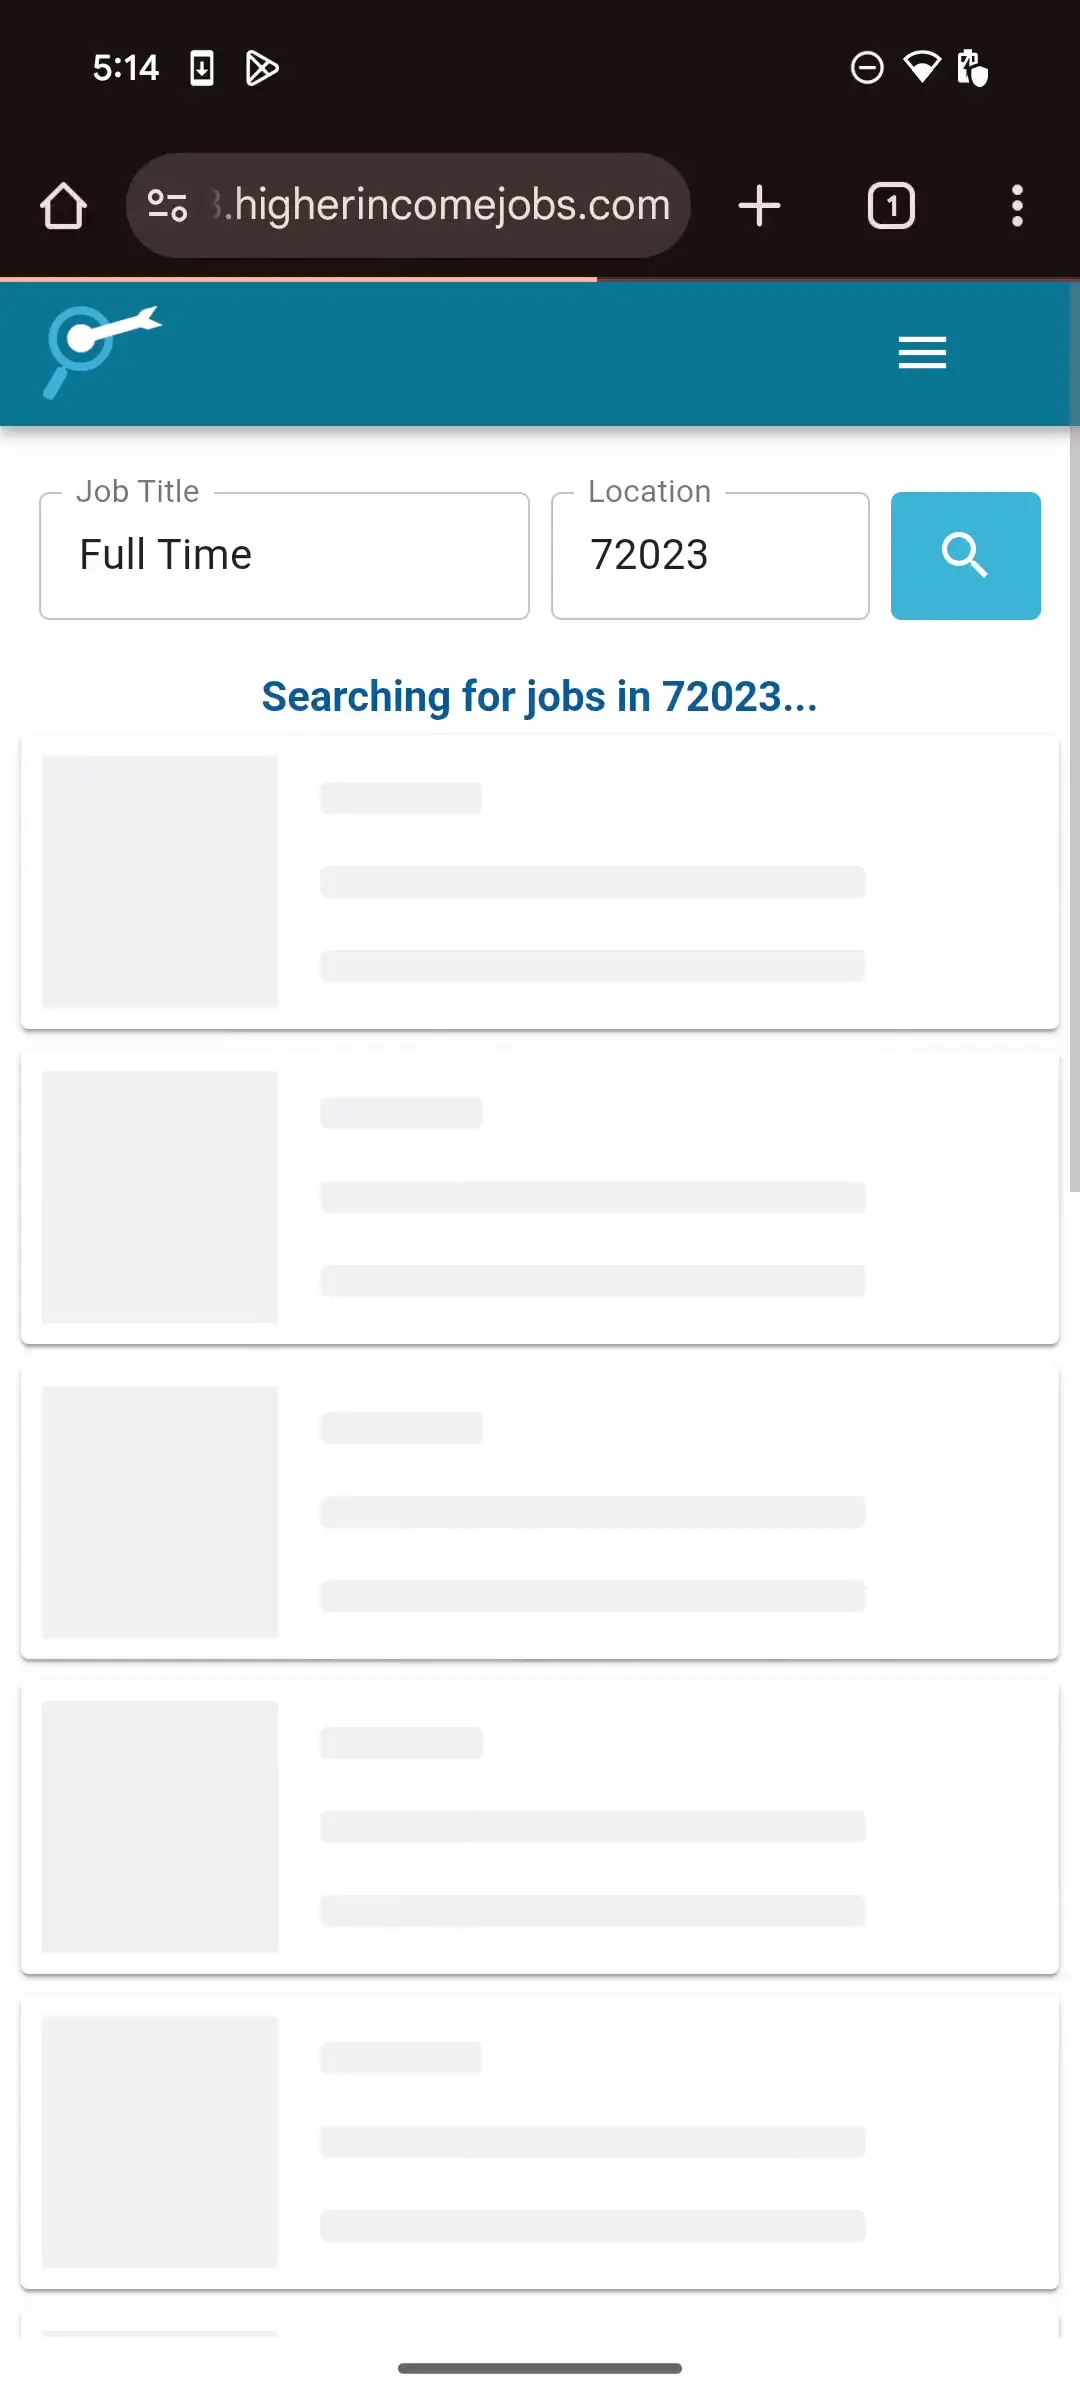 5:14
.higherincomejobs.com
1
Job Title
Location
Full Time
72023
Searching for jobs in 72023...